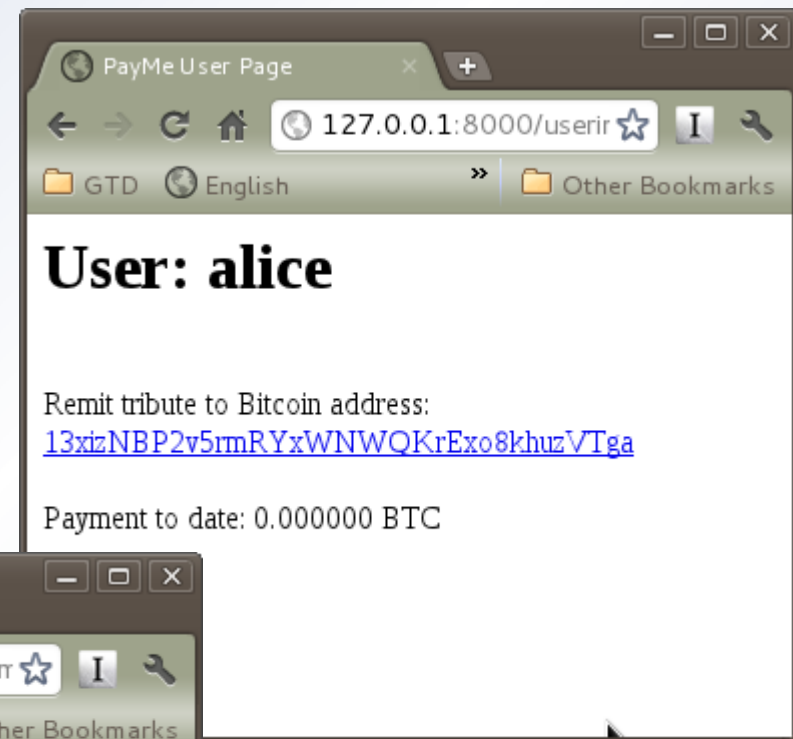 PayMe User Page
127.0.0.1:8000/userir
GTD English » Other Bookmarks
User: alice
Remit tribute to Bitcoin address:
13xizNBP2v5rmRYxWNWQKrExo8khuzVTga
Payment to date: 0.000000 BTC
her Bookmarks